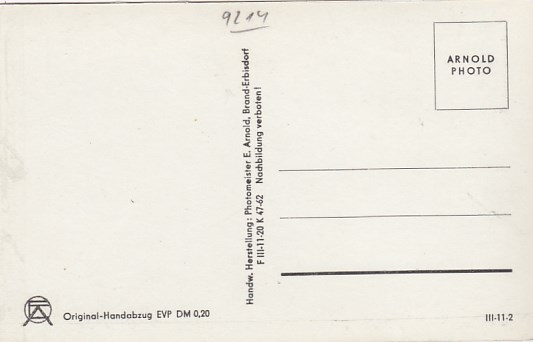 9214
ARNOLD
PHOTO
Handw. Herstellung: Photomeister E. Arnold, Brand-Erbisdorf
F III-11-20 K 47-62 Nachbildung verboten!
Original-Handabzug EVP DM 0,20
III-11-2